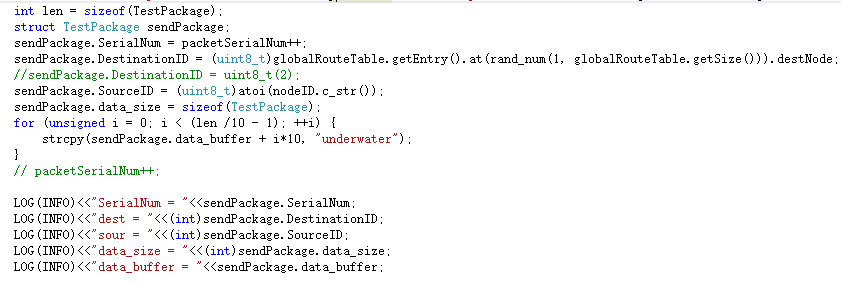 int len = sizeof(TestPackage);
struct TestPackage sendPackage;
sendPackage.SerialNum = packetSerialNum++;
sendPackage.DestinationID = (uint8_t)globalRouteTable.getEntry().at(rand_num(1, globalRouteTable.getSize())).destNode;
//sendPackage.DestinationID = uint8_t(2);
sendPackage.SourceID = (uint8_t)atoi(nodeID.c_str());
sendPackage.data_size = sizeof(TestPackage);
for (unsigned i = 0; i < (len /10 - 1); ++i) {
    strcpy(sendPackage.data_buffer + i*10, "underwater");
}
// packetSerialNum++;

LOG(INFO)<<"SerialNum = "<<sendPackage.SerialNum;
LOG(INFO)<<"dest = "<<(int)sendPackage.DestinationID;
LOG(INFO)<<"sour = "<<(int)sendPackage.SourceID;
LOG(INFO)<<"data_size = "<<(int)sendPackage.data_size;
LOG(INFO)<<"data_buffer = "<<sendPackage.data_buffer;